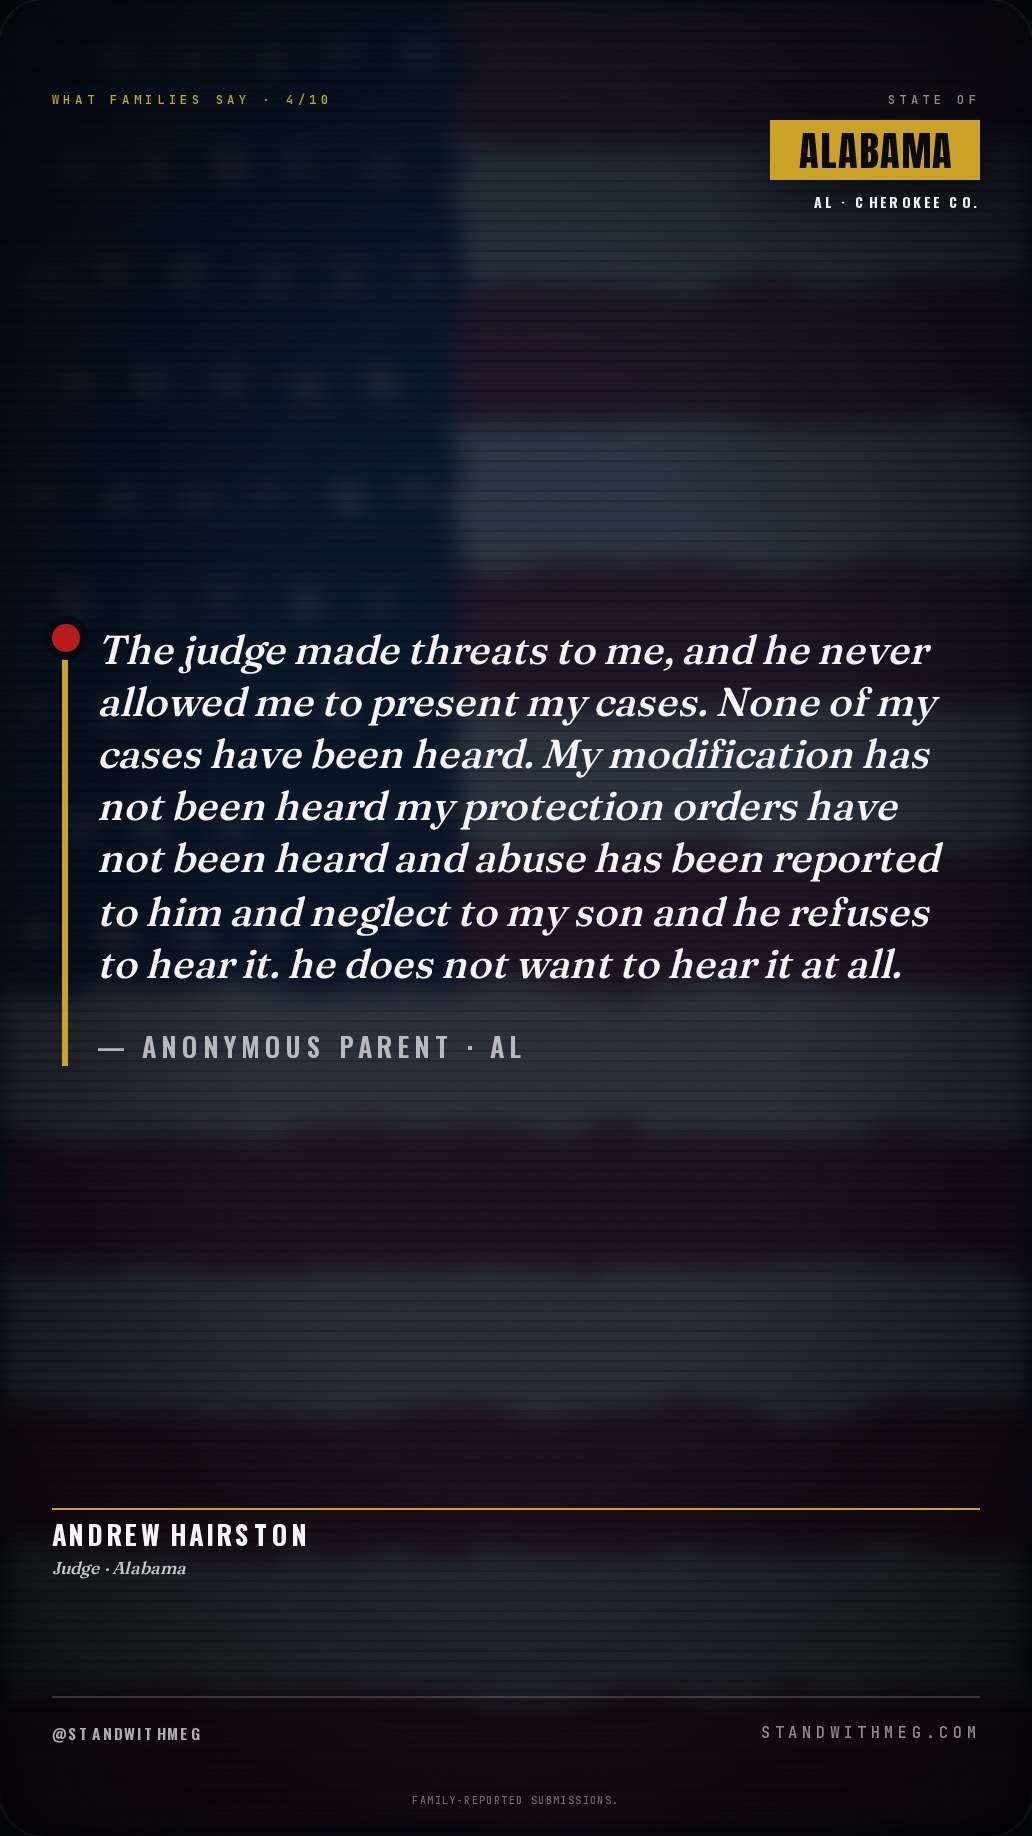 WHAT FAMILIES SAY · 4/10
STATE OF
ALABAMA
AL · CHEROKEE CO.
The judge made threats to me, and he never
allowed me to present my cases. None of my
cases have been heard. My modification has
not been heard my protection orders have
not been heard and abuse has been reported
to him and neglect to my son and he refuses
to hear it. he does not want to hear it at all.
— ANONYMOUS PARENT · AL
ANDREW HAIRSTON
Judge · Alabama
@STANDWITHMEG
STANDWITHMEG.COM
FAMILY-REPORTED SUBMISSIONS.